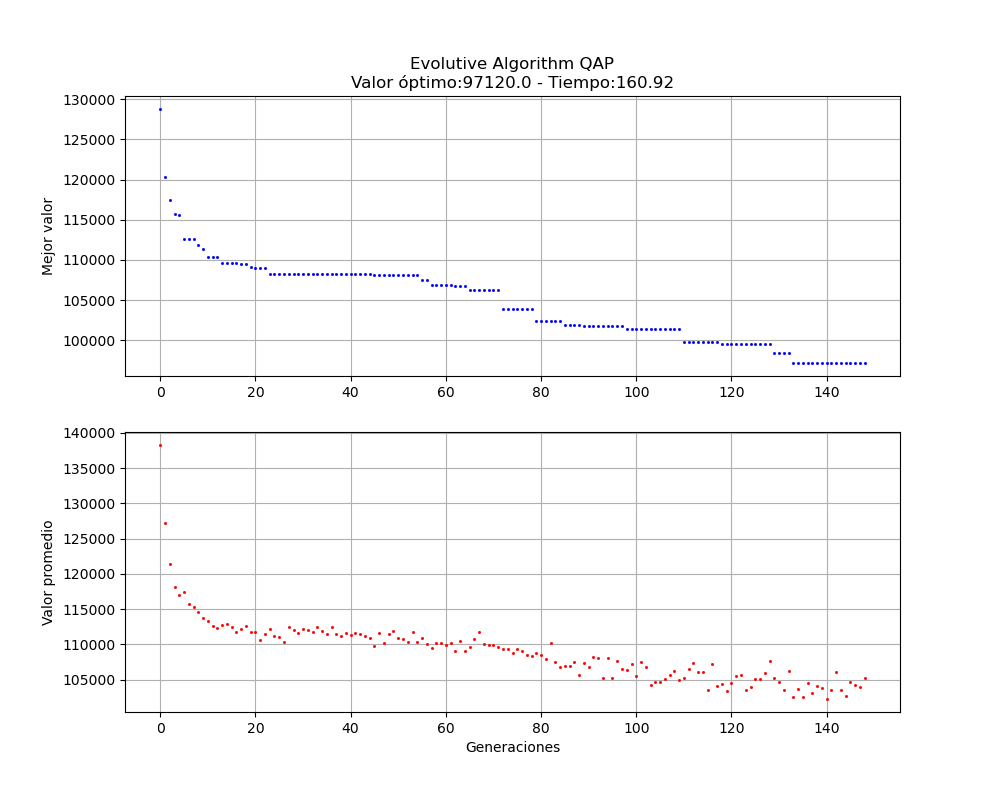 Evolutive Algorithm QAP
Valor óptimo:97120.0 - Tiempo:160.92
130000
125000
120000
115000
110000
105000
100000
Mejor valor
0 20 40 60 80 100 120 140
140000
135000
130000
125000
120000
115000
110000
105000
Valor promedio
0 20 40 60 80 100 120 140
Generaciones